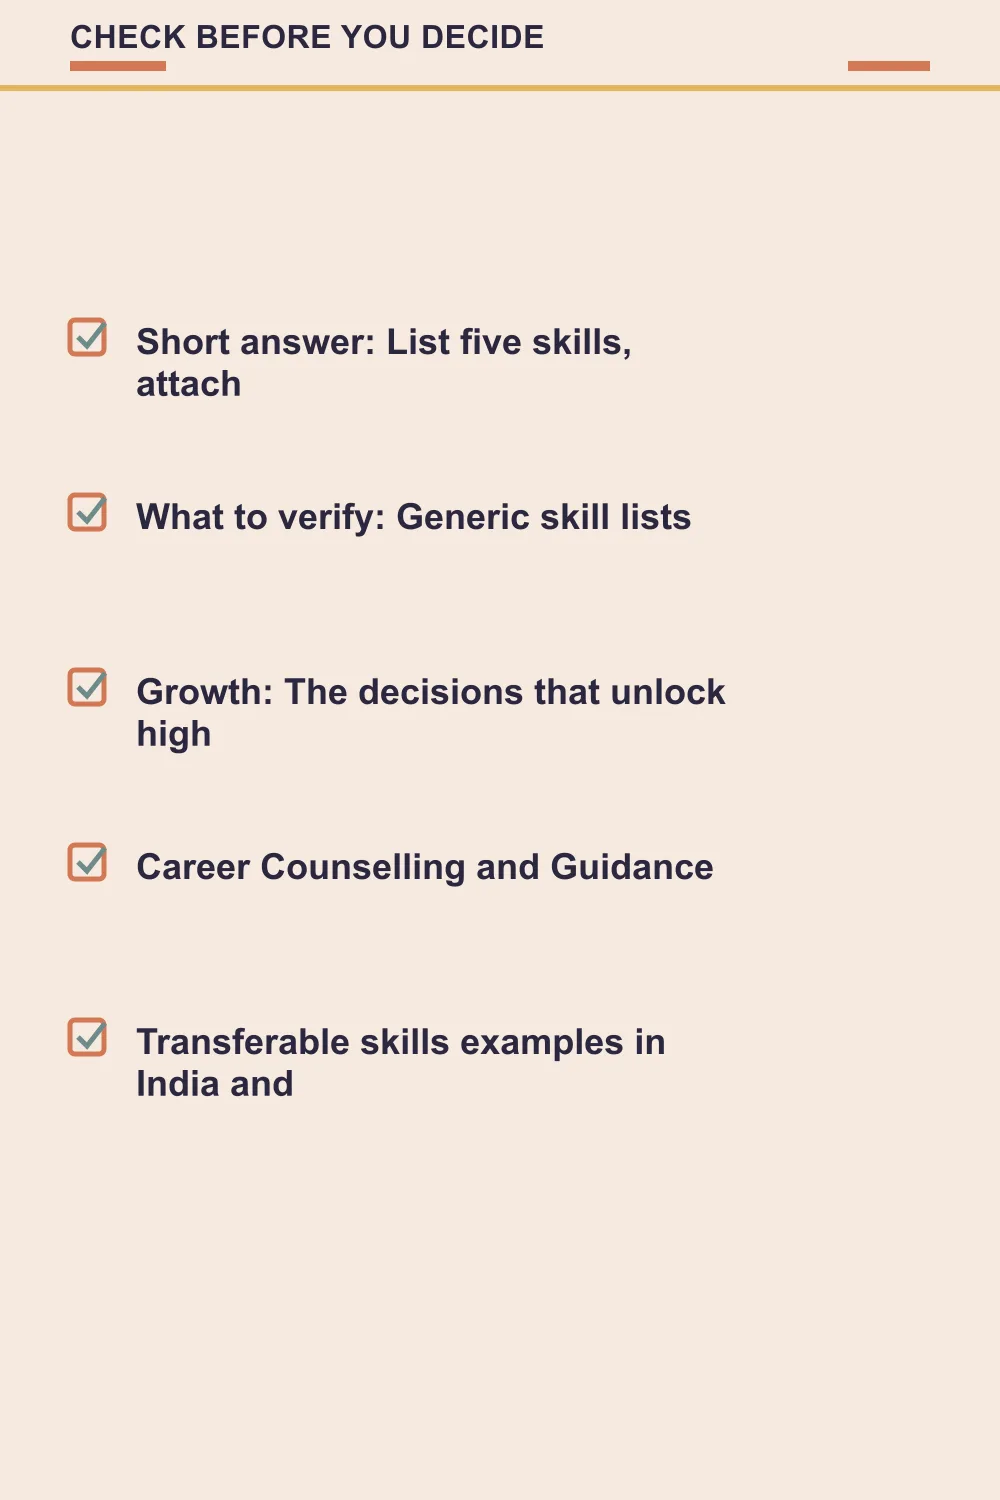 CHECK BEFORE YOU DECIDE
Short answer: List five skills,
attach
What to verify: Generic skill lists
Growth: The decisions that unlock
high
Career Counselling and Guidance
Transferable skills examples in
India and